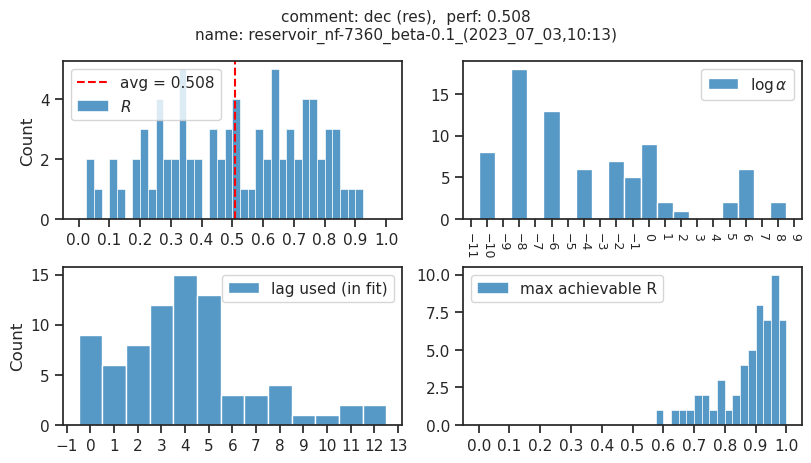 comment: dec (res),  perf: 0.508
name: reservoir_nf-7360_beta-0.1_(2023_07_03,10:13)
Count
4
2
0
avg = 0.508
R
0.0 0.1 0.2 0.3 0.4 0.5 0.6 0.7 0.8 0.9 1.0
15
10
5
0
log α
−11 −10 −9 −8 −7 −6 −5 −4 −3 −2 −1 0 1 2 3 4 5 6 7 8 9
Count
15
10
5
0
lag used (in fit)
−1 0 1 2 3 4 5 6 7 8 9 10 11 12 13
10.0
7.5
5.0
2.5
0.0
max achievable R
0.0 0.1 0.2 0.3 0.4 0.5 0.6 0.7 0.8 0.9 1.0